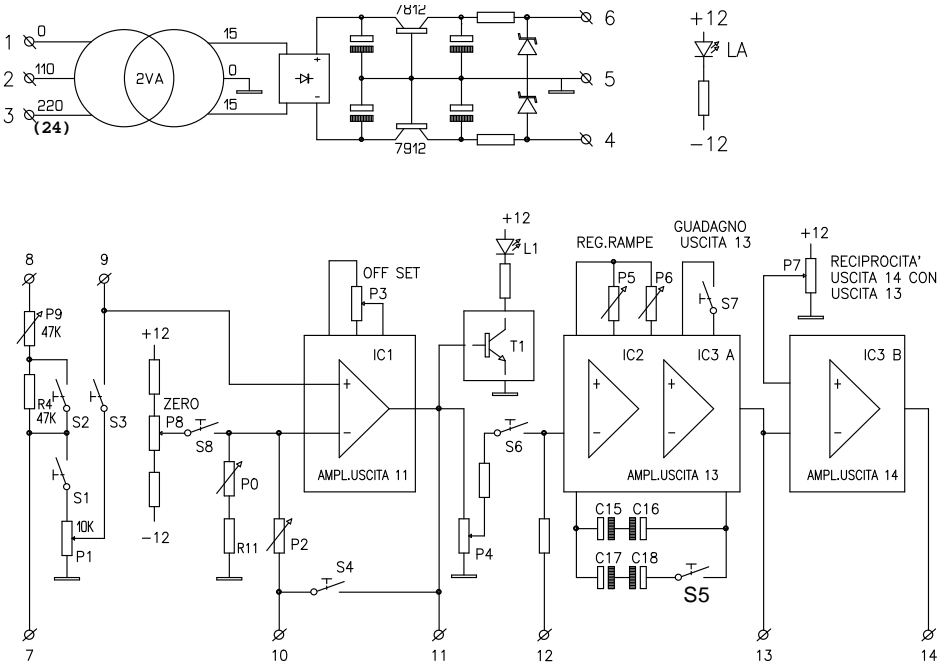 7812
1 0 15 6
+12
LA
2 110 2VA 0 5
+
−
3 220 15 4
(24)
7912
−12
+12
L1
GUADAGNO
USCITA 13
REG.RAMPE
+12
8 9
OFF SET
P3
P5 P6
S7
P7 RECIPROCITA'
USCITA 14 CON
USCITA 13
P9
47K
+12
IC1
T1
IC2 IC3 A
IC3 B
R4
47K
S2 S3
ZERO
P8
S8
+
−
S6
+
−
+
−
+
−
S1
P0
AMPL.USCITA 11
AMPL.USCITA 13
AMPL.USCITA 14
10K
P1
−12
R11
P2
P4
C15 C16
C17 C18
S4
S5
7 10 11 12 13 14